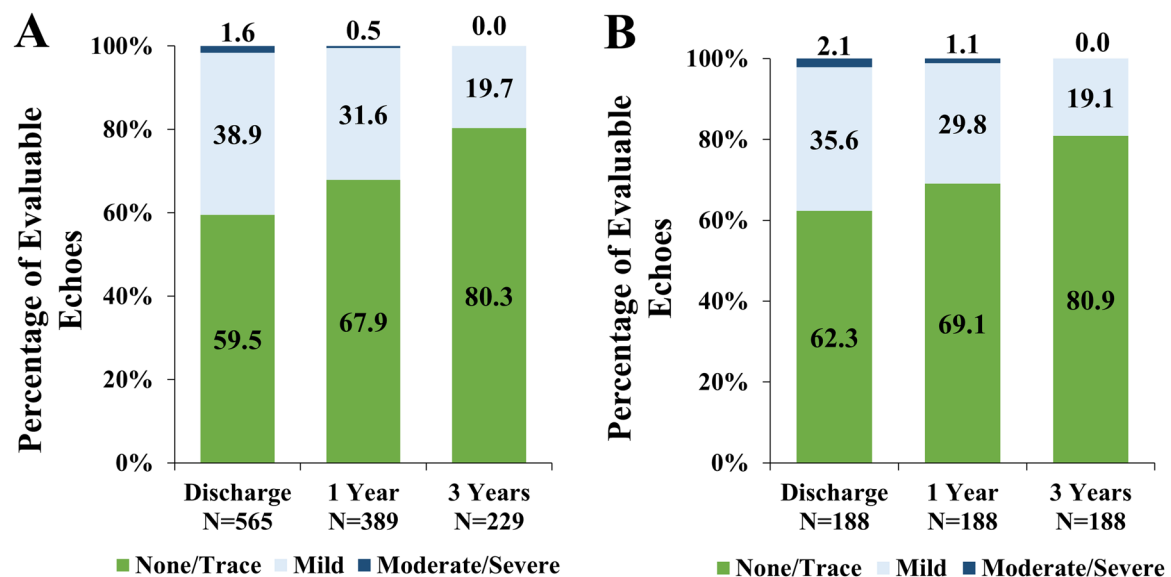 A
Percentage of Evaluable
Echoes
100%
80%
60%
40%
20%
0%
1.6
0.5
0.0
38.9
31.6
19.7
59.5
67.9
80.3
Discharge
N=565
1 Year
N=389
3 Years
N=229
None/Trace
Mild
Moderate/Severe
B
Percentage of Evaluable
Echoes
100%
80%
60%
40%
20%
0%
2.1
1.1
0.0
35.6
29.8
19.1
62.3
69.1
80.9
Discharge
N=188
1 Year
N=188
3 Years
N=188
None/Trace
Mild
Moderate/Severe